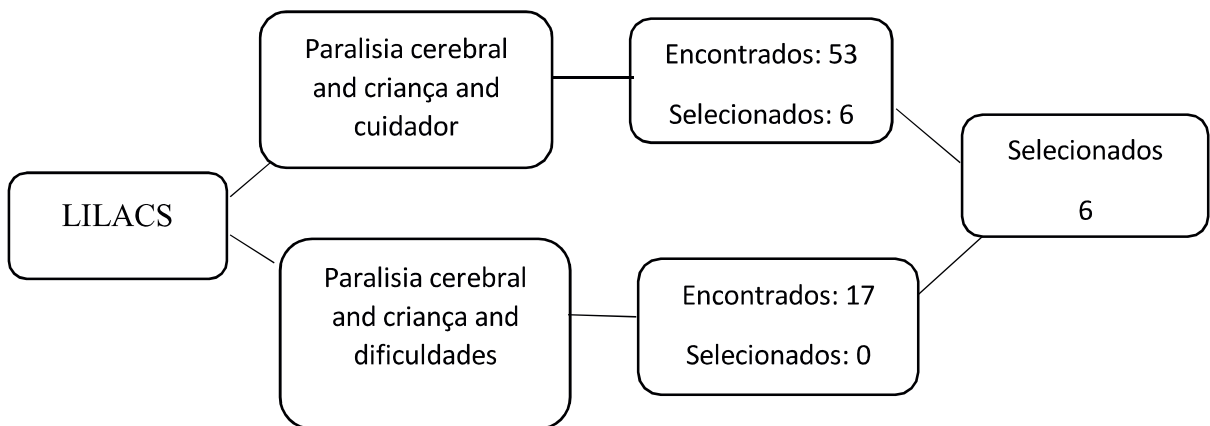 LILACS
Paralisia cerebral
and criança and
cuidador
Encontrados: 53
Selecionados: 6
Paralisia cerebral
and criança and
dificuldades
Encontrados: 17
Selecionados: 0
Selecionados
6